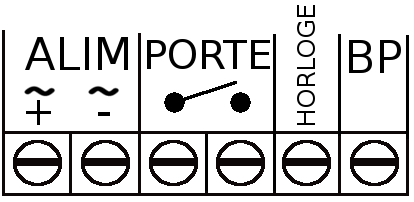 ALIM
PORTE
HORLOGE
BP
~ ~
+ -